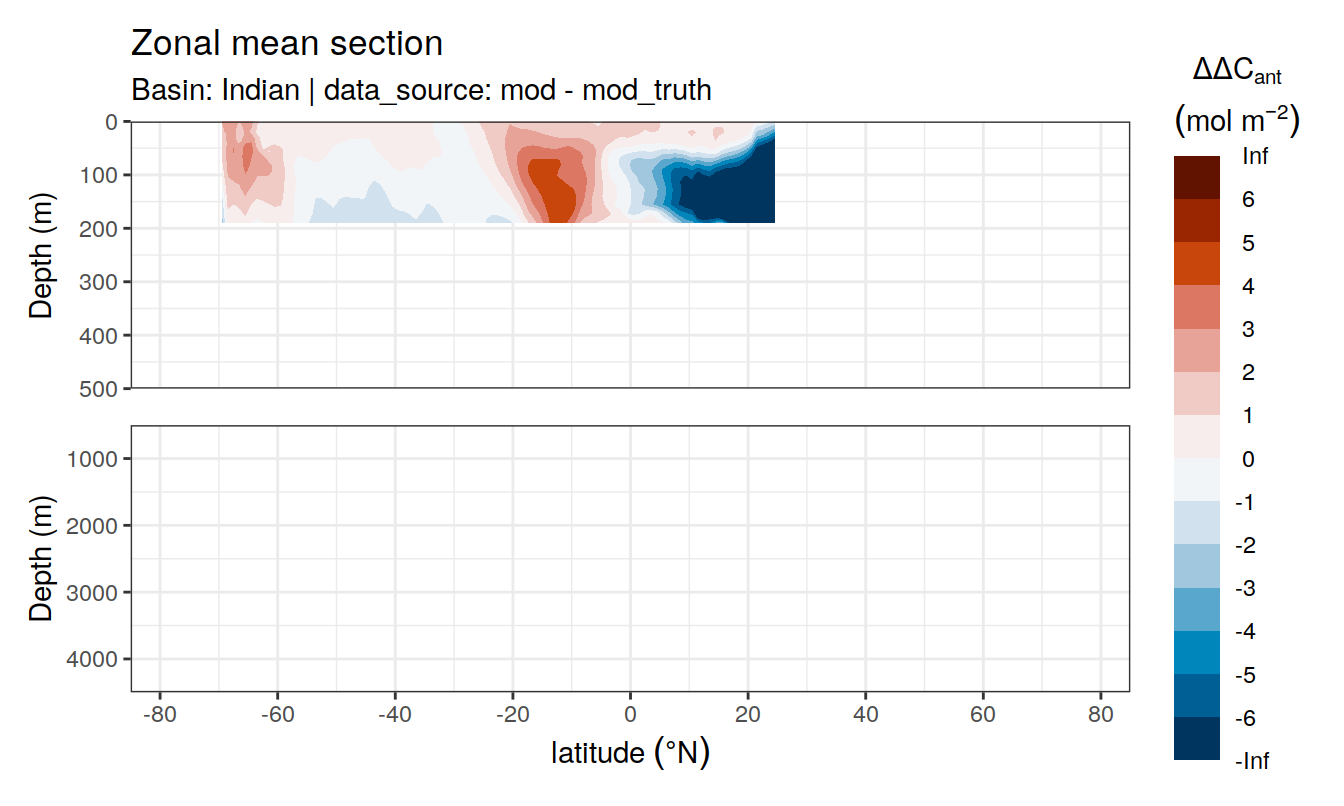 Zonal mean section
Basin: Indian | data_source: mod - mod_truth
ΔΔCant
(mol m⁻²)
Inf
6
5
4
3
2
1
0
-1
-2
-3
-4
-5
-6
-Inf
Depth (m)
0
100
200
300
400
500
Depth (m)
1000
2000
3000
4000
-80 -60 -40 -20 0 20 40 60 80
latitude (°N)